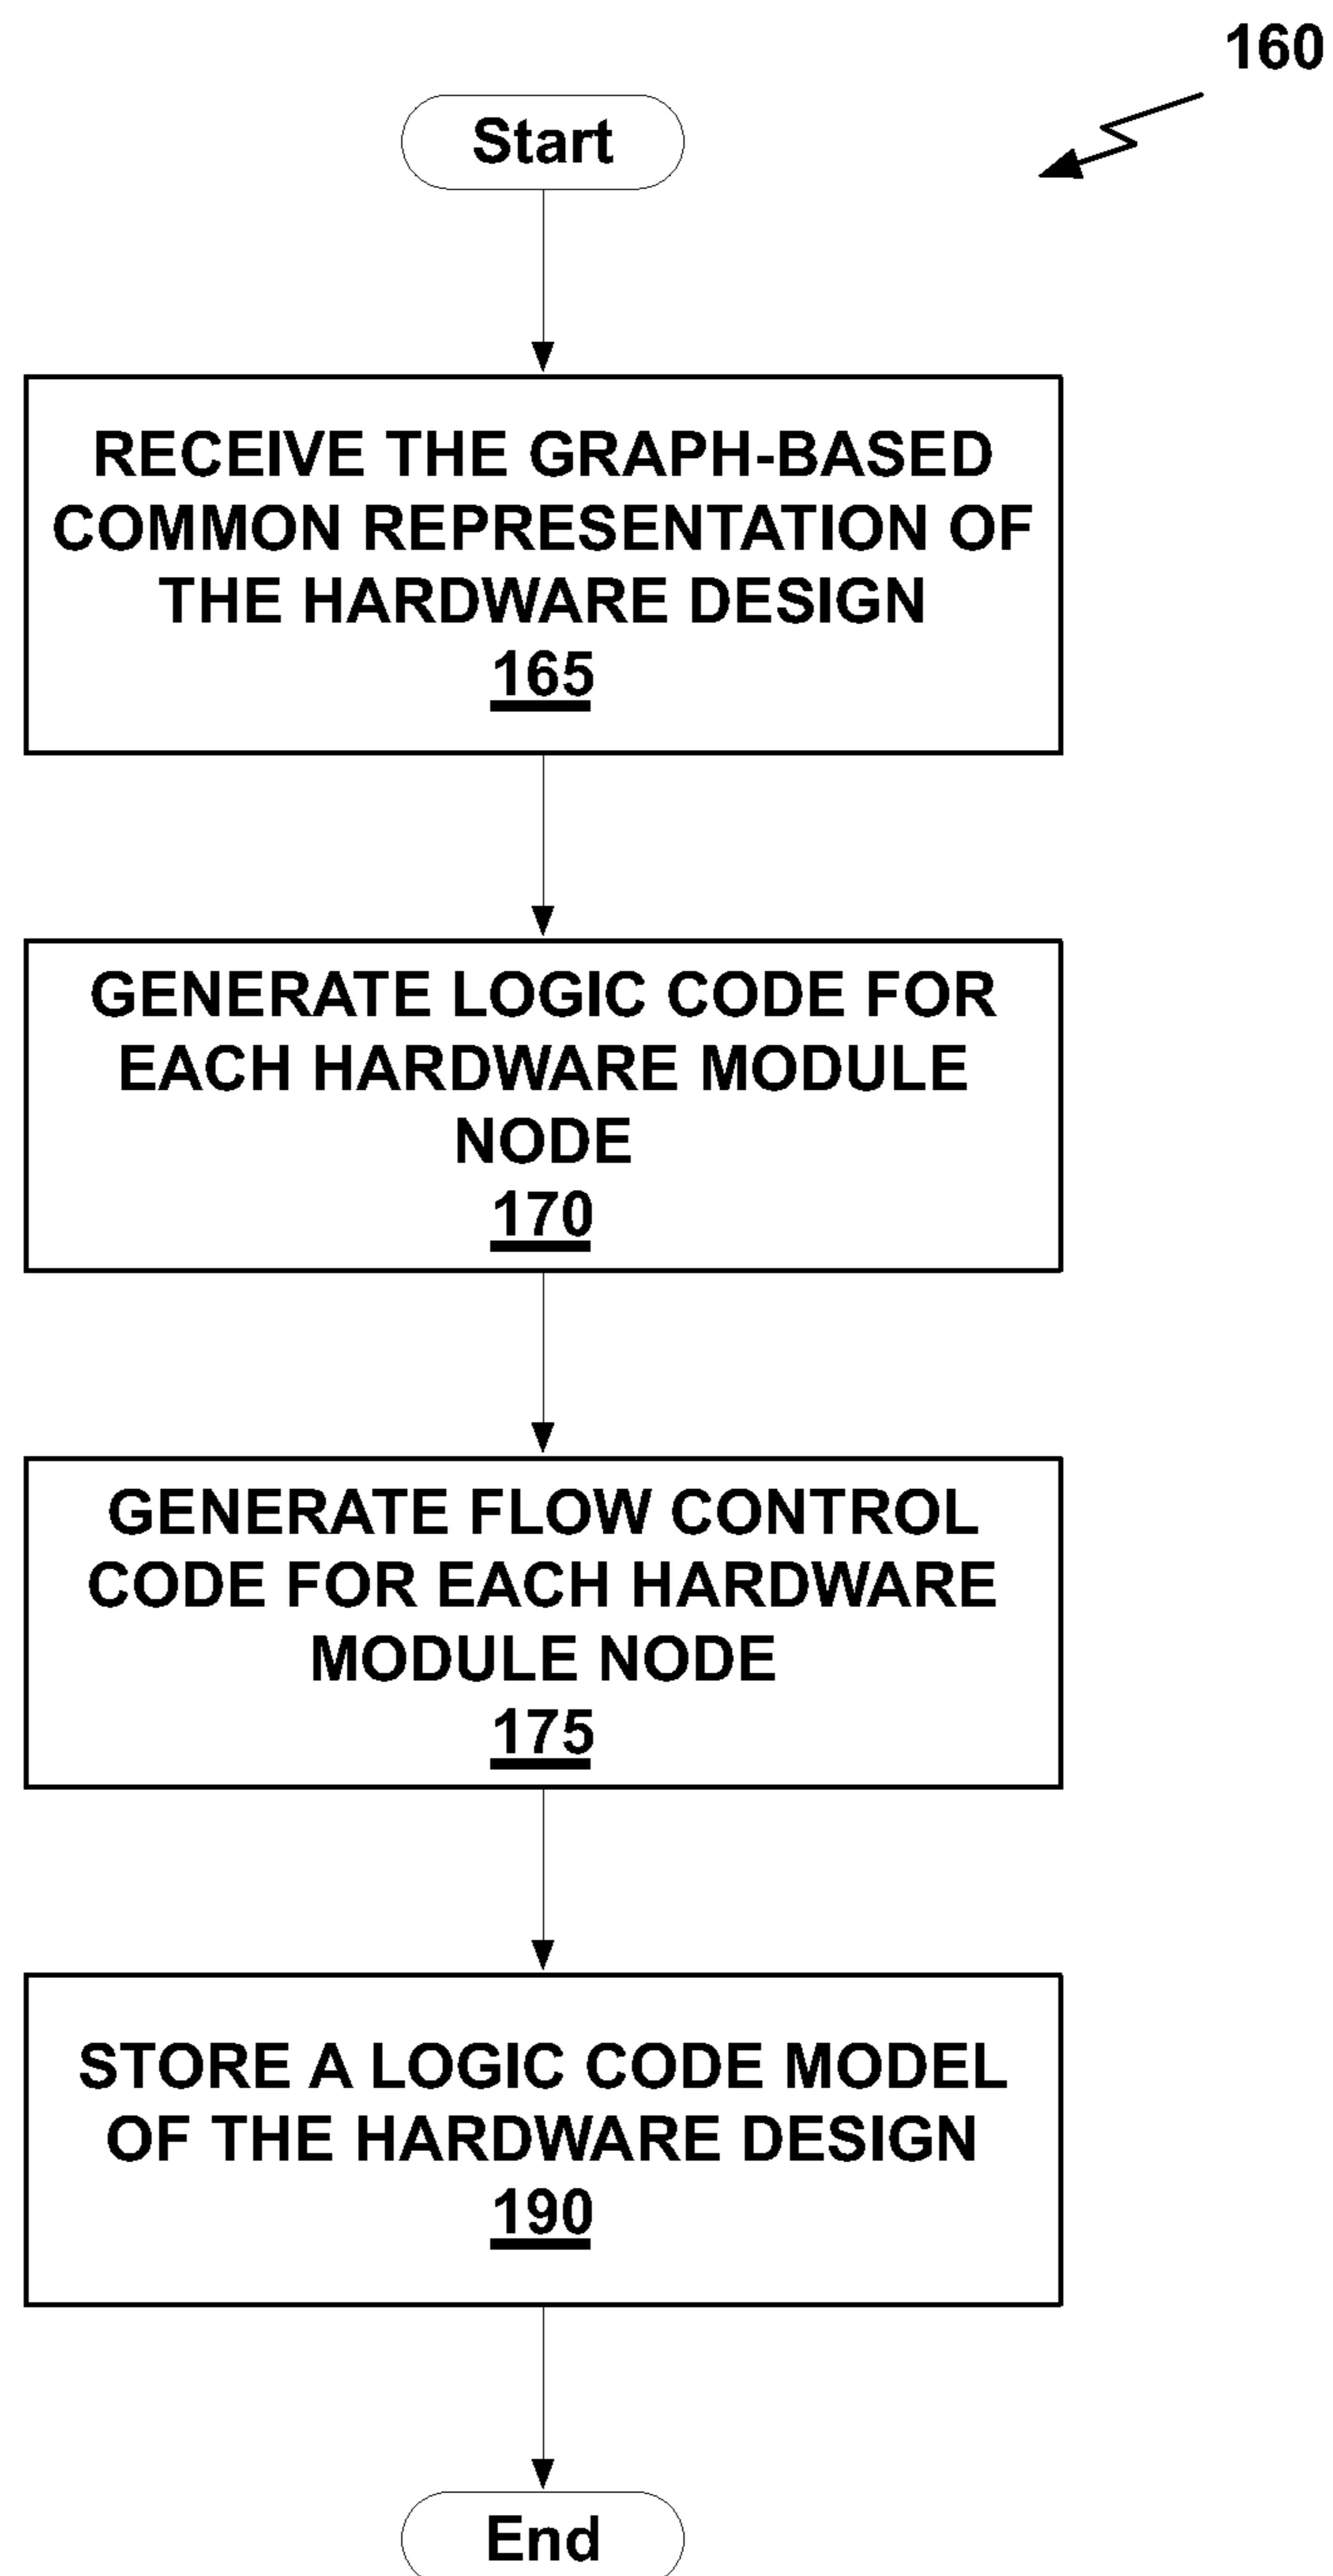 160
Start
RECEIVE THE GRAPH-BASED
COMMON REPRESENTATION OF
THE HARDWARE DESIGN
165
GENERATE LOGIC CODE FOR
EACH HARDWARE MODULE
NODE
170
GENERATE FLOW CONTROL
CODE FOR EACH HARDWARE
MODULE NODE
175
STORE A LOGIC CODE MODEL
OF THE HARDWARE DESIGN
190
End